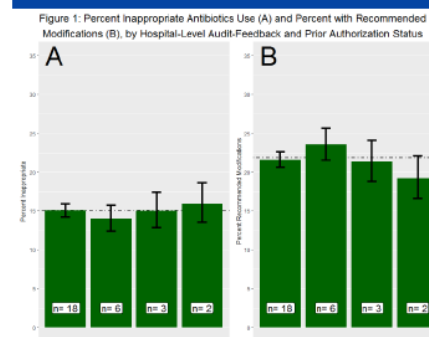 Figure 1: Percent Inappropriate Antibiotics Use (A) and Percent with Recommended
Modifications (B), by Hospital-Level Audit-Feedback and Prior Authorization Status
A
35
30
25
20
15
10
5
0
Percent Inappropriate
n= 18
n= 6
n= 3
n= 2
B
35
30
25
20
15
10
5
0
Percent Recommended Modifications
n= 18
n= 6
n= 3
n= 2